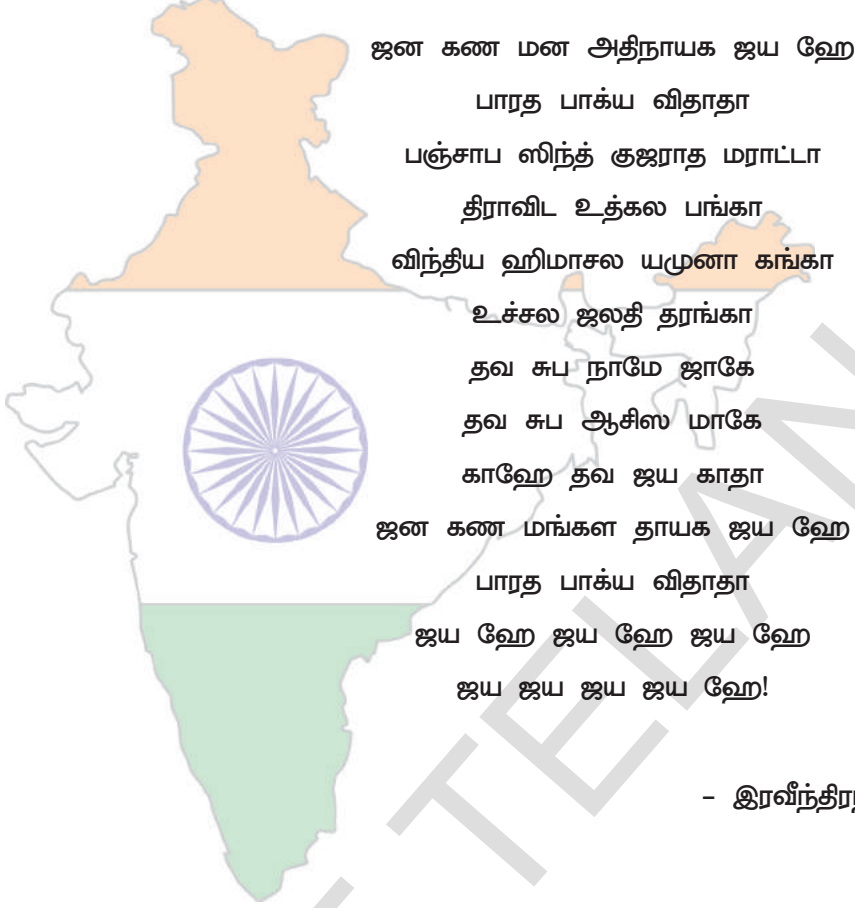 ஜன கண மன அதிநாயக ஜய ஹே
பாரத பாக்ய விதாதா
பஞ்சாப ஸிந்த் குஜராத மராட்டா
திராவிட உத்கல பங்கா
விந்திய ஹிமாசல யமுனா கங்கா
உச்சல ஜலதி தரங்கா
தவ சுப நாமே ஜாகே
தவ சுப ஆசிஸ மாகே
காஹே தவ ஜய காதா
ஜன கண மங்கள தாயக ஜய ஹே
பாரத பாக்ய விதாதா
ஜய ஹே ஜய ஹே ஜய ஹே
ஜய ஜய ஜய ஜய ஹே!
–
TELAN